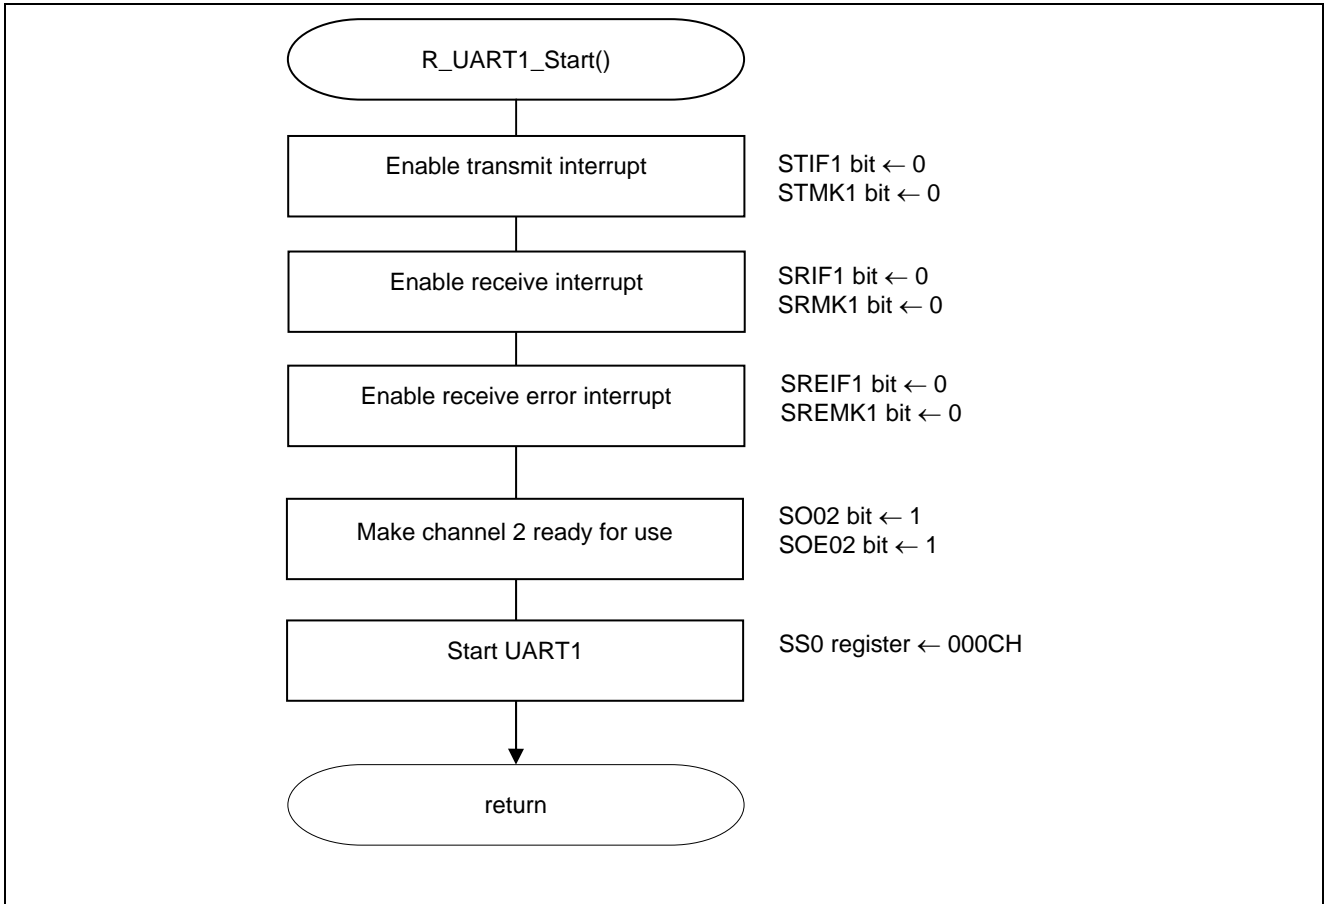 R_UART1_Start()
Enable transmit interrupt
STIF1 bit ← 0
STMK1 bit ← 0
Enable receive interrupt
SRIF1 bit ← 0
SRMK1 bit ← 0
Enable receive error interrupt
SREIF1 bit ← 0
SREMK1 bit ← 0
Make channel 2 ready for use
SO02 bit ← 1
SOE02 bit ← 1
Start UART1
SS0 register ← 000CH
return